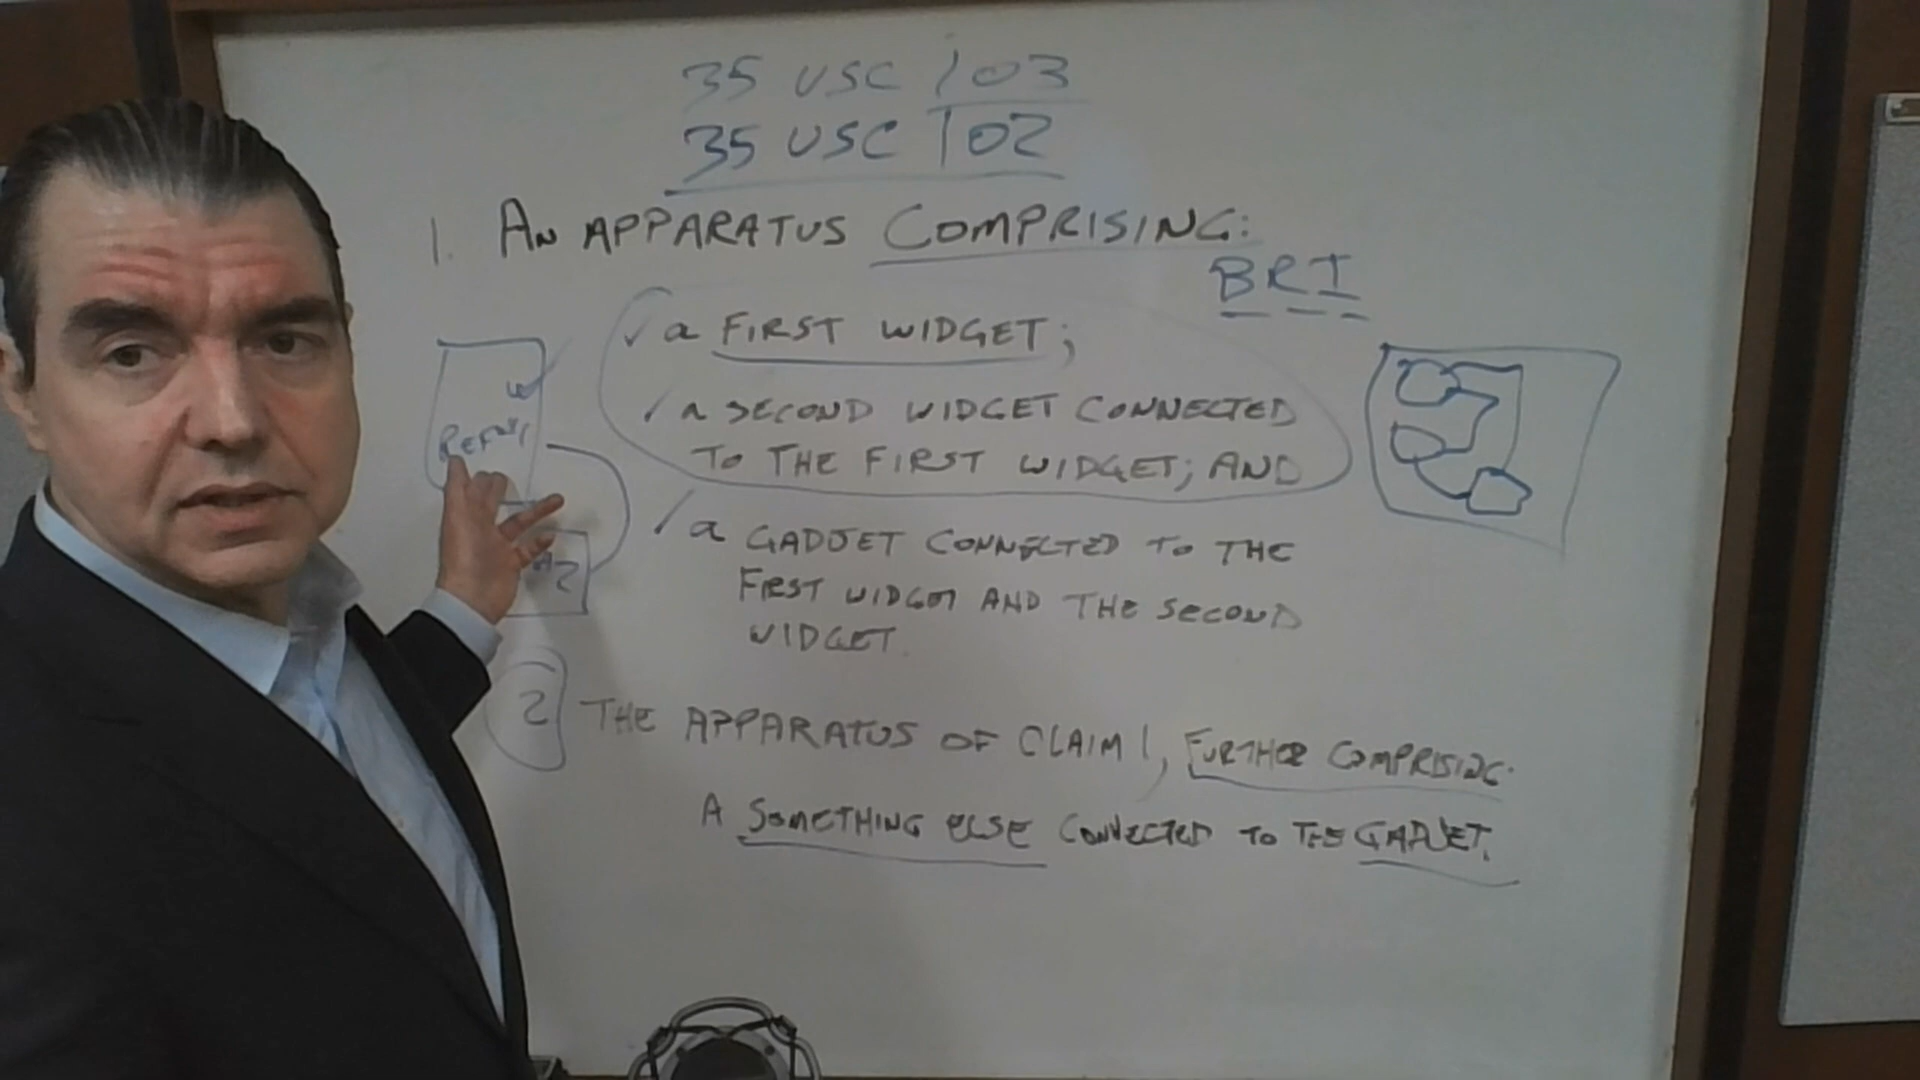 35 USC 103
35 USC 102
1. AN APPARATUS COMPRISING:
BRI
a FIRST WIDGET;
a SECOND WIDGET CONNECTED
TO THE FIRST WIDGET; AND
a GADJET CONNECTED TO THE
FIRST WIDGET AND THE SECOND
WIDGET.
2 THE APPARATUS OF CLAIM 1, FURTHER COMPRISING
A SOMETHING ELSE CONNECTED TO THE GADJET.